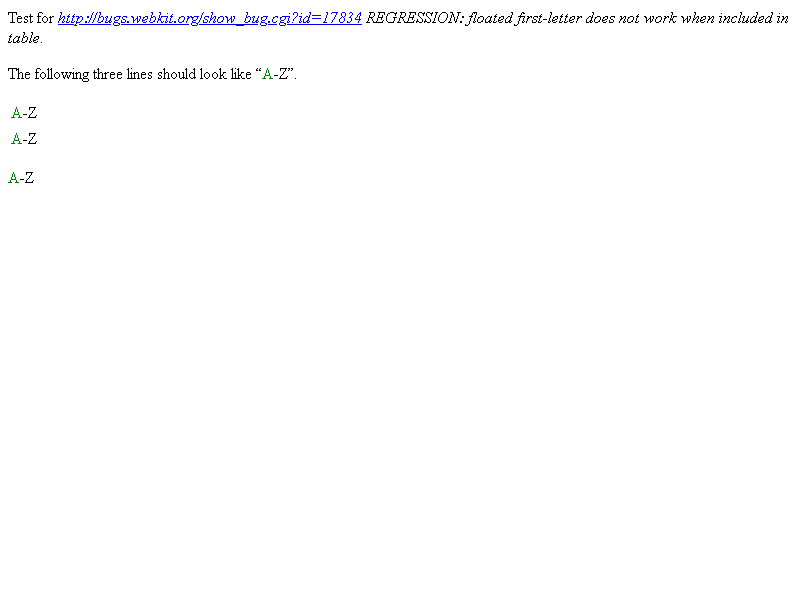 Test for http://bugs.webkit.org/show_bug.cgi?id=17834 REGRESSION: floated first-letter does not work when included in
table.
The following three lines should look like “A-Z”.
A-Z
A-Z
A-Z